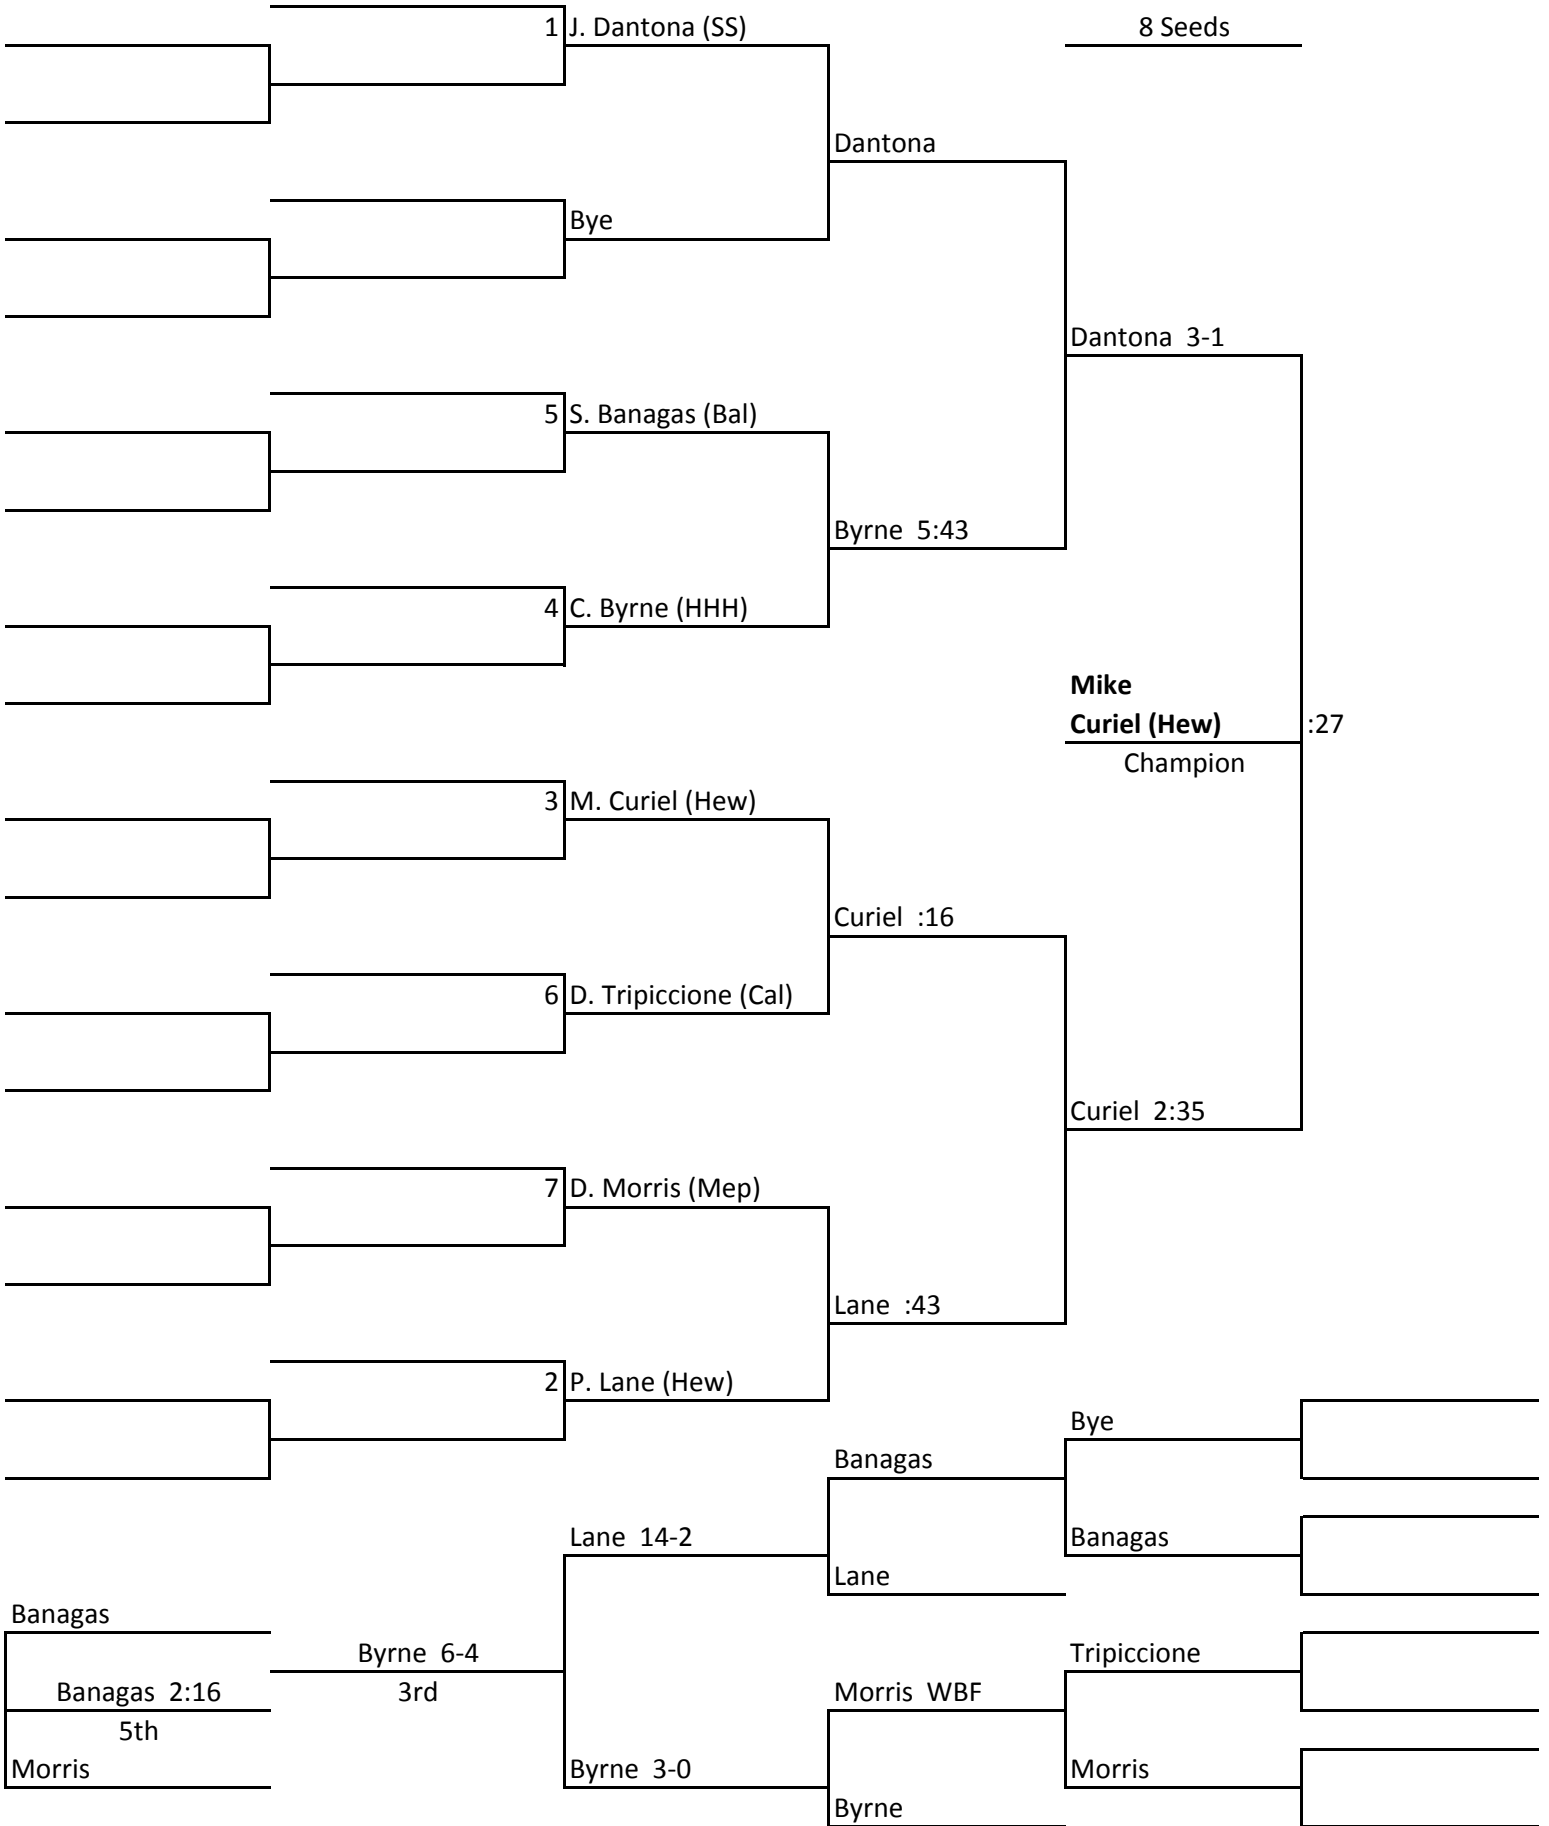 1 J. Dantona (SS)
8 Seeds
Dantona
Bye
Dantona 3-1
5 S. Banagas (Bal)
Byrne 5:43
4 C. Byrne (HHH)
Mike
Curiel (Hew) :27
Champion
3 M. Curiel (Hew)
Curiel :16
6 D. Tripiccione (Cal)
Curiel 2:35
7 D. Morris (Mep)
Lane :43
2 P. Lane (Hew)
Bye
Banagas
Lane 14-2
Banagas
Lane
Banagas
Byrne 6-4
Tripiccione
Banagas 2:16
3rd
Morris WBF
5th
Morris
Byrne 3-0
Morris
Byrne